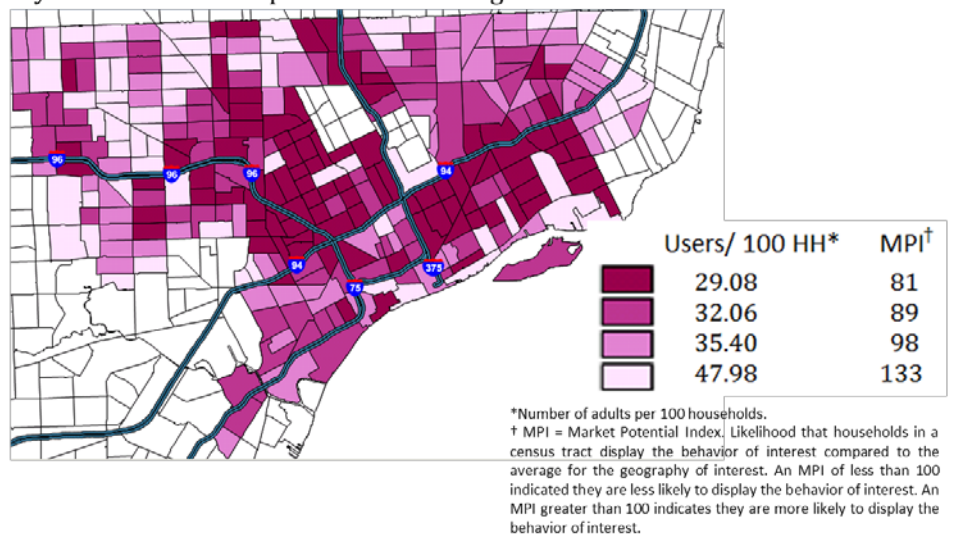 96
96
96
94
94
375
75
Users/ 100 HH* MPI†
29.08 81
32.06 89
35.40 98
47.98 133
*Number of adults per 100 households.
† MPI = Market Potential Index. Likelihood that households in a
census tract display the behavior of interest compared to the
average for the geography of interest. An MPI of less than 100
indicated they are less likely to display the behavior of interest. An
MPI greater than 100 indicates they are more likely to display the
behavior of interest.